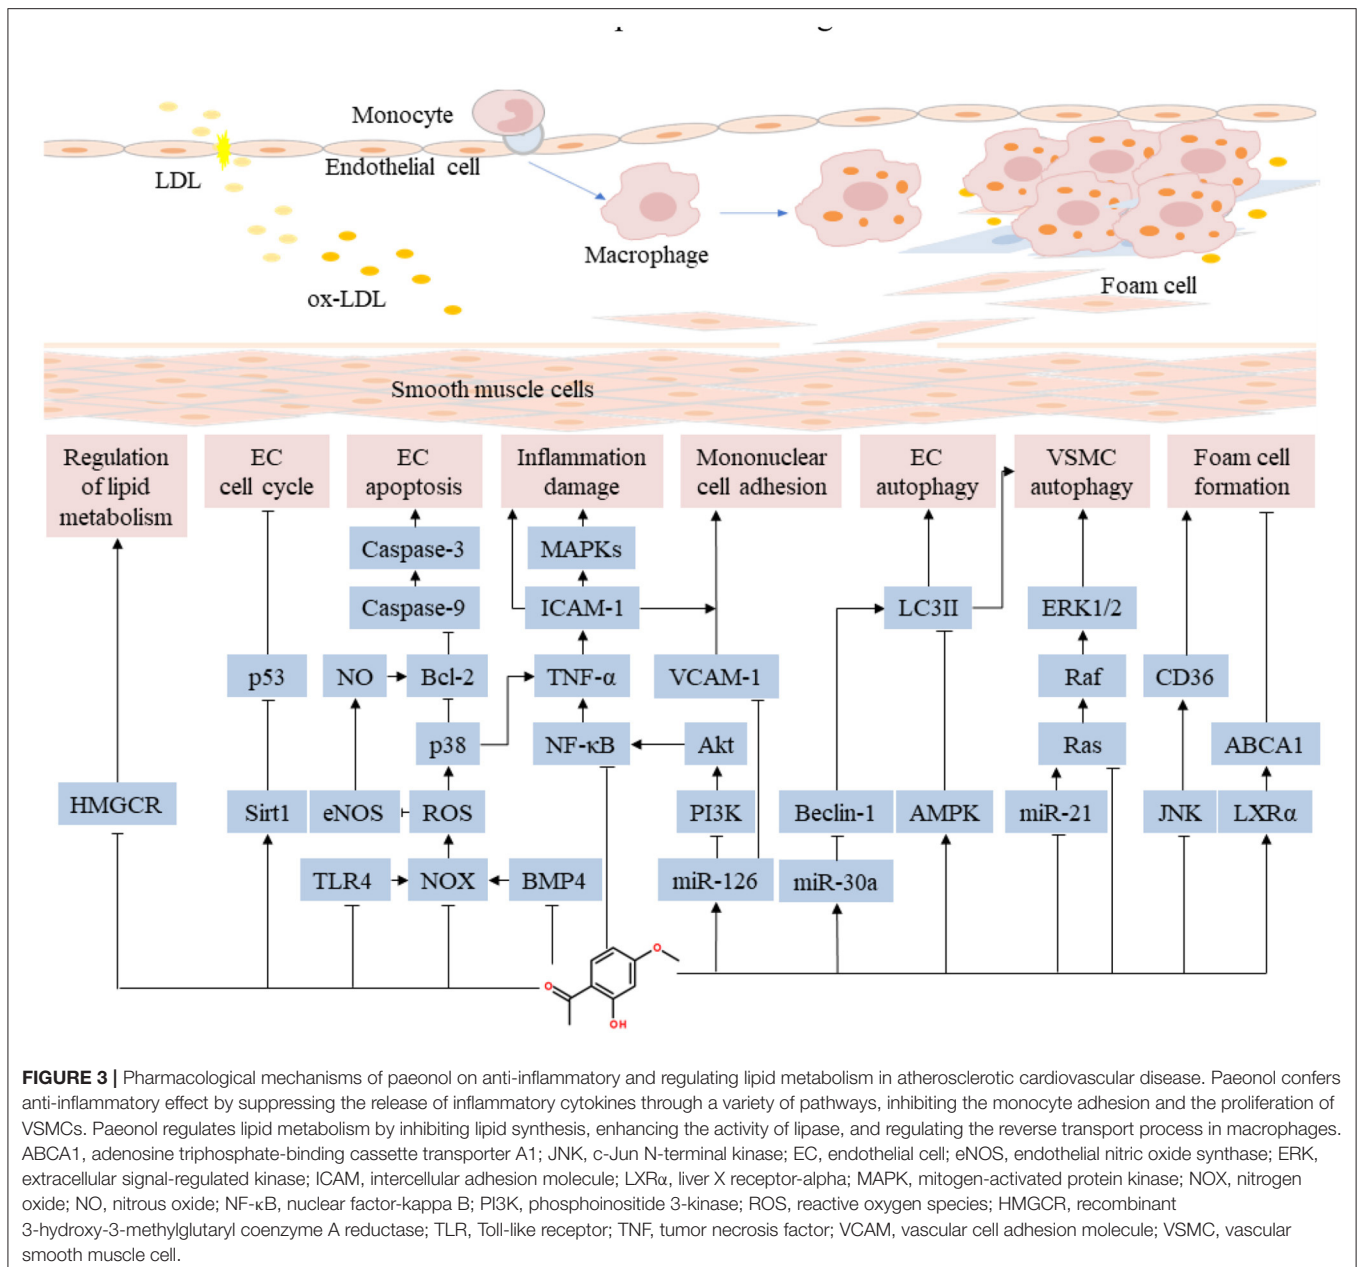 Monocyte
Endothelial cell
LDL
Macrophage
ox-LDL
Foam cell
Smooth muscle cells
Regulation
of lipid
metabolism
EC
cell cycle
EC
apoptosis
Inflammation
damage
Mononuclear
cell adhesion
EC
autophagy
VSMC
autophagy
Foam cell
formation
Caspase-3
MAPKs
Caspase-9
ICAM-1
LC3II
ERK1/2
p53
NO
Bcl-2
TNF-α
VCAM-1
Raf
CD36
p38
NF-κB
Akt
Ras
ABCA1
HMGCR
Sirt1
eNOS
ROS
PI3K
Beclin-1
AMPK
miR-21
JNK
LXRα
TLR4
NOX
BMP4
miR-126
miR-30a
O
O
OH
FIGURE 3 | Pharmacological mechanisms of paeonol on anti-inflammatory and regulating lipid metabolism in atherosclerotic cardiovascular disease. Paeonol confers
anti-inflammatory effect by suppressing the release of inflammatory cytokines through a variety of pathways, inhibiting the monocyte adhesion and the proliferation of
VSMCs. Paeonol regulates lipid metabolism by inhibiting lipid synthesis, enhancing the activity of lipase, and regulating the reverse transport process in macrophages.
ABCA1, adenosine triphosphate-binding cassette transporter A1; JNK, c-Jun N-terminal kinase; EC, endothelial cell; eNOS, endothelial nitric oxide synthase; ERK,
extracellular signal-regulated kinase; ICAM, intercellular adhesion molecule; LXRα, liver X receptor-alpha; MAPK, mitogen-activated protein kinase; NOX, nitrogen
oxide; NO, nitrous oxide; NF-κB, nuclear factor-kappa B; PI3K, phosphoinositide 3-kinase; ROS, reactive oxygen species; HMGCR, recombinant
3-hydroxy-3-methylglutaryl coenzyme A reductase; TLR, Toll-like receptor; TNF, tumor necrosis factor; VCAM, vascular cell adhesion molecule; VSMC, vascular
smooth muscle cell.